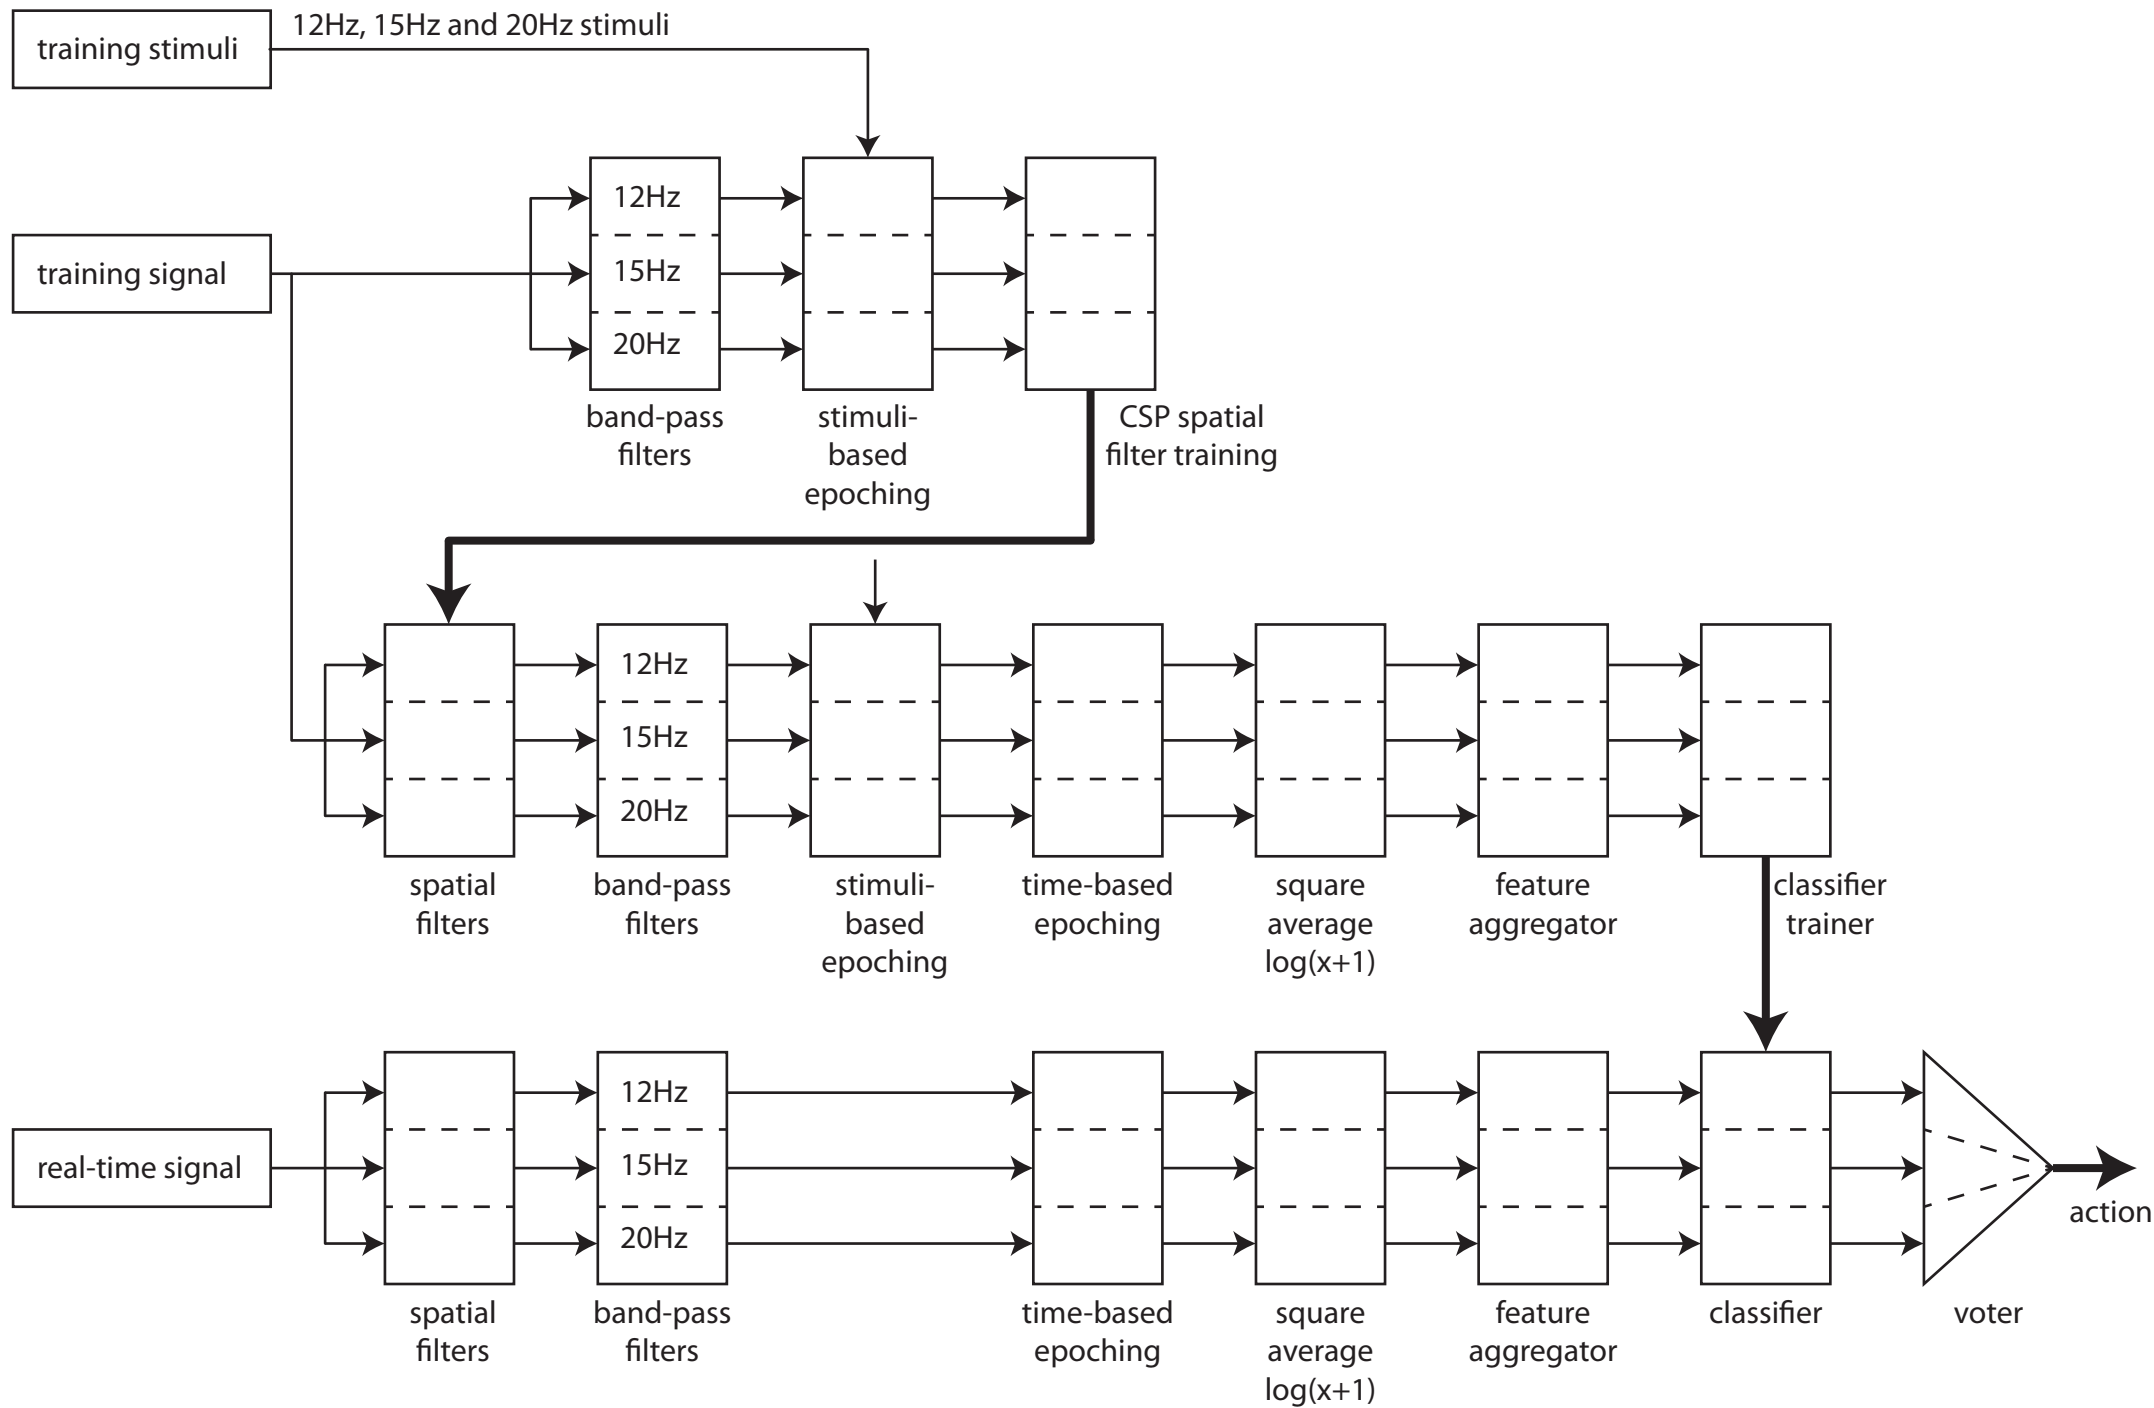 training stimuli
12Hz, 15Hz and 20Hz stimuli
training signal
12Hz
15Hz
20Hz
band-pass
filters
stimuli-
based
epoching
CSP spatial
filter training
12Hz
15Hz
20Hz
spatial
filters
band-pass
filters
stimuli-
based
epoching
time-based
epoching
square
average
log(x+1)
feature
aggregator
classifier
trainer
real-time signal
12Hz
15Hz
20Hz
action
spatial
filters
band-pass
filters
time-based
epoching
square
average
log(x+1)
feature
aggregator
classifier
voter